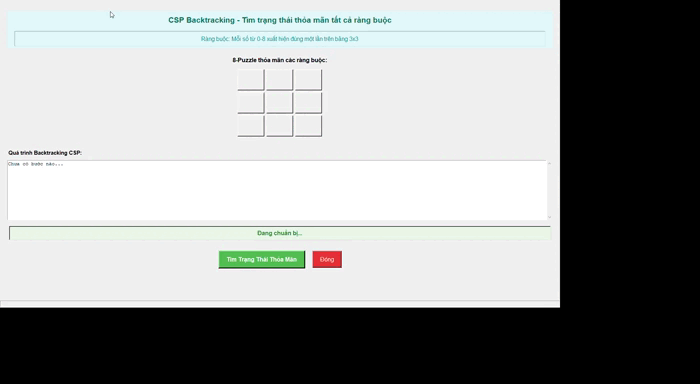 CSP Backtracking - Tìm trạng thái thỏa mãn tất cả ràng buộc
Ràng buộc: Mỗi số từ 0-8 xuất hiện đúng một lần trên bảng 3x3
8-Puzzle thỏa mãn các ràng buộc:
Quá trình Backtracking CSP:
Chưa có bước nào...
Đang chuẩn bị...
Tìm Trạng Thái Thỏa Mãn
Đóng